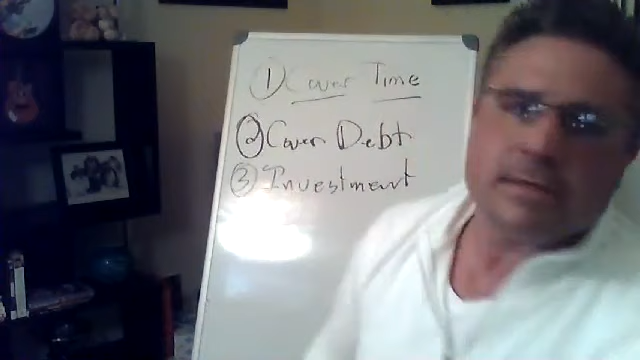 ① Cover Time
② Cover Debt
③ Investment